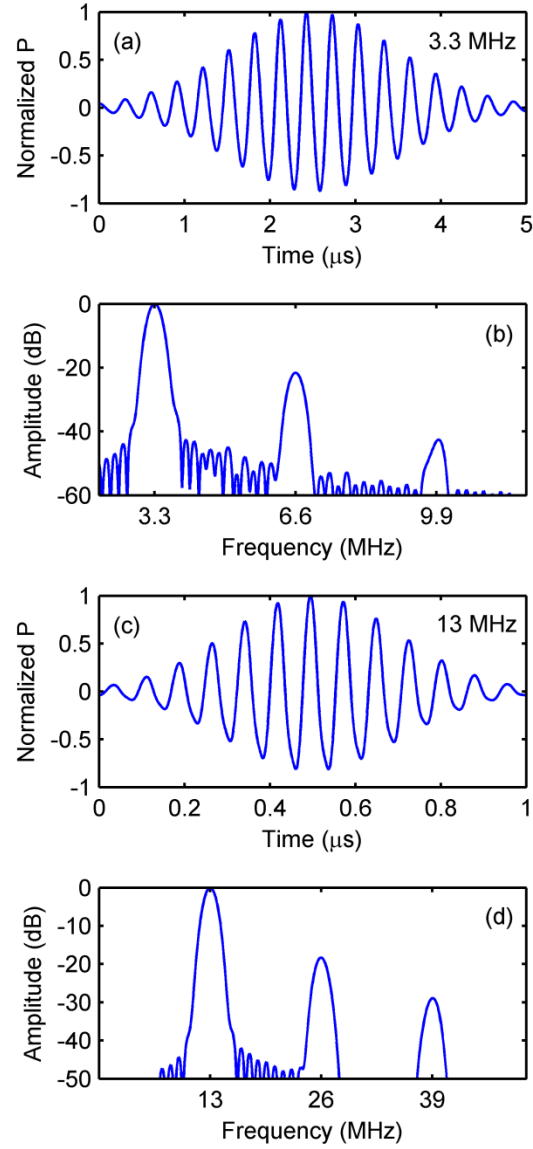 (a)
3.3 MHz
Normalized P
1
0.5
0
-0.5
-1
0 1 2 3 4 5
Time (μs)
(b)
Amplitude (dB)
0
-20
-40
-60
3.3 6.6 9.9
Frequency (MHz)
(c)
13 MHz
Normalized P
1
0.5
0
-0.5
-1
0 0.2 0.4 0.6 0.8 1
Time (μs)
(d)
Amplitude (dB)
0
-10
-20
-30
-40
-50
13 26 39
Frequency (MHz)